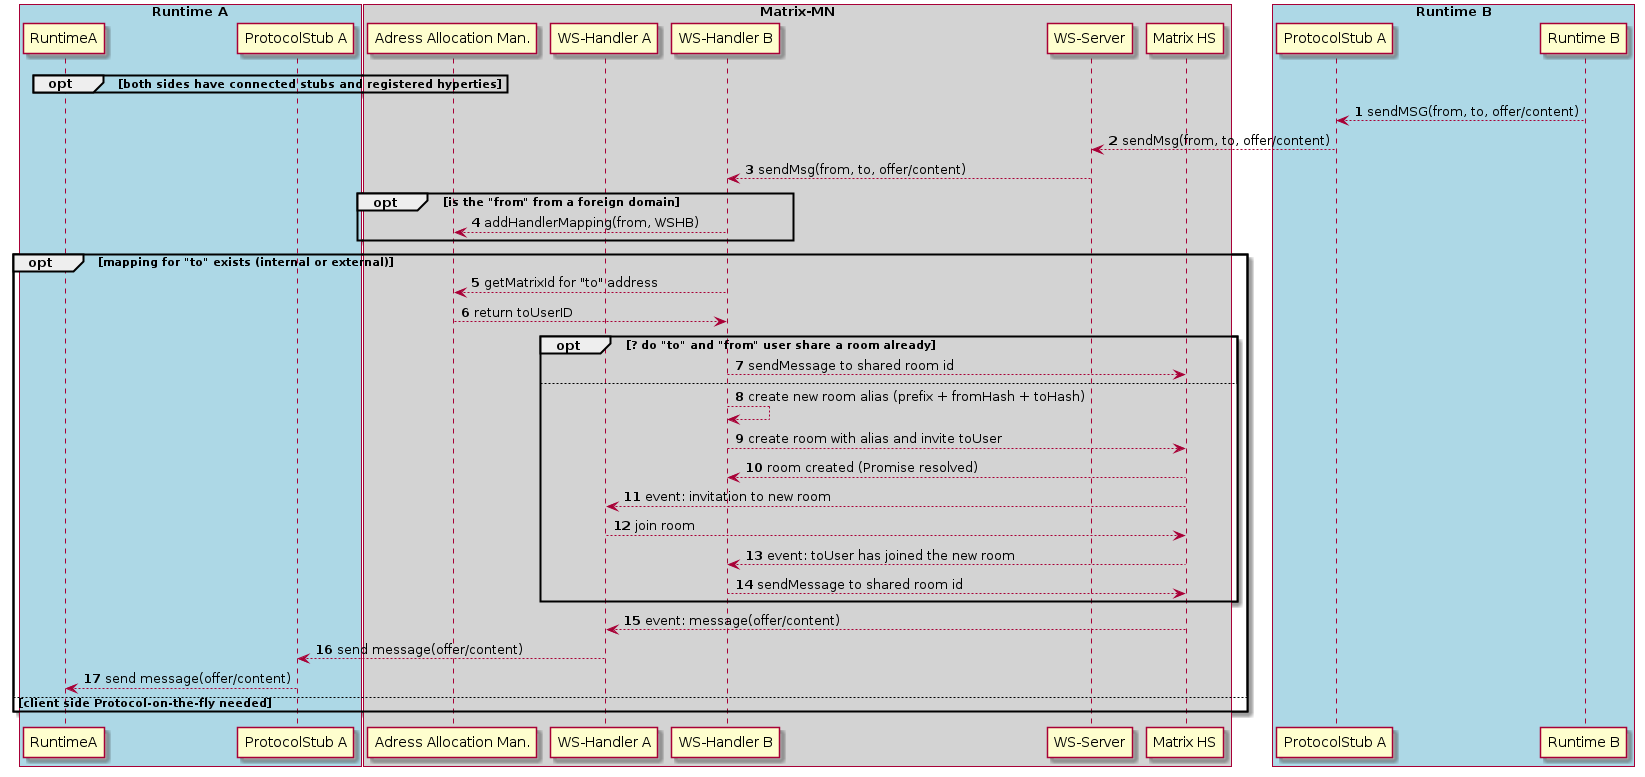 Runtime A
Matrix-MN
Runtime B
RuntimeA
ProtocolStub A
Adress Allocation Man.
WS-Handler A
WS-Handler B
WS-Server
Matrix HS
ProtocolStub A
Runtime B
opt [both sides have connected stubs and registered hyperties]
1 sendMSG(from, to, offer/content)
2 sendMsg(from, to, offer/content)
3 sendMsg(from, to, offer/content)
opt [is the "from" from a foreign domain]
4 addHandlerMapping(from, WSHB)
opt [mapping for "to" exists (internal or external)]
5 getMatrixId for "to" address
6 return toUserID
opt [? do "to" and "from" user share a room already]
7 sendMessage to shared room id
8 create new room alias (prefix + fromHash + toHash)
9 create room with alias and invite toUser
10 room created (Promise resolved)
11 event: invitation to new room
12 join room
13 event: toUser has joined the new room
14 sendMessage to shared room id
15 event: message(offer/content)
16 send message(offer/content)
17 send message(offer/content)
[client side Protocol-on-the-fly needed]
RuntimeA
ProtocolStub A
Adress Allocation Man.
WS-Handler A
WS-Handler B
WS-Server
Matrix HS
ProtocolStub A
Runtime B